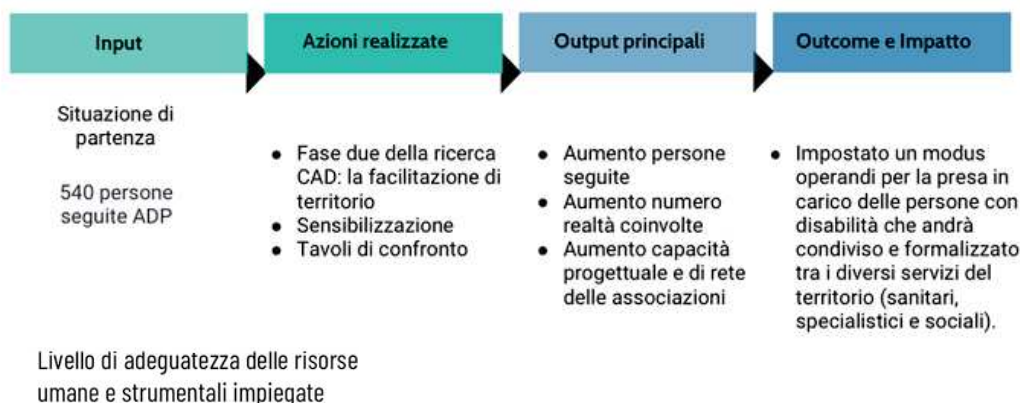 Input
Situazione di
partenza
540 persone
seguite ADP
Azioni realizzate
● Fase due della ricerca
CAD: la facilitazione di
territorio
● Sensibilizzazione
● Tavoli di confronto
Output principali
● Aumento persone
seguite
● Aumento numero
realtà coinvolte
● Aumento capacità
progettuale e di rete
delle associazioni
Outcome e Impatto
● Impostato un modus
operandi per la presa in
carico delle persone con
disabilità che andrà
condiviso e formalizzato
tra i diversi servizi del
territorio (sanitari,
specialistici e sociali).
Livello di adeguatezza delle risorse
umane e strumentali impiegate